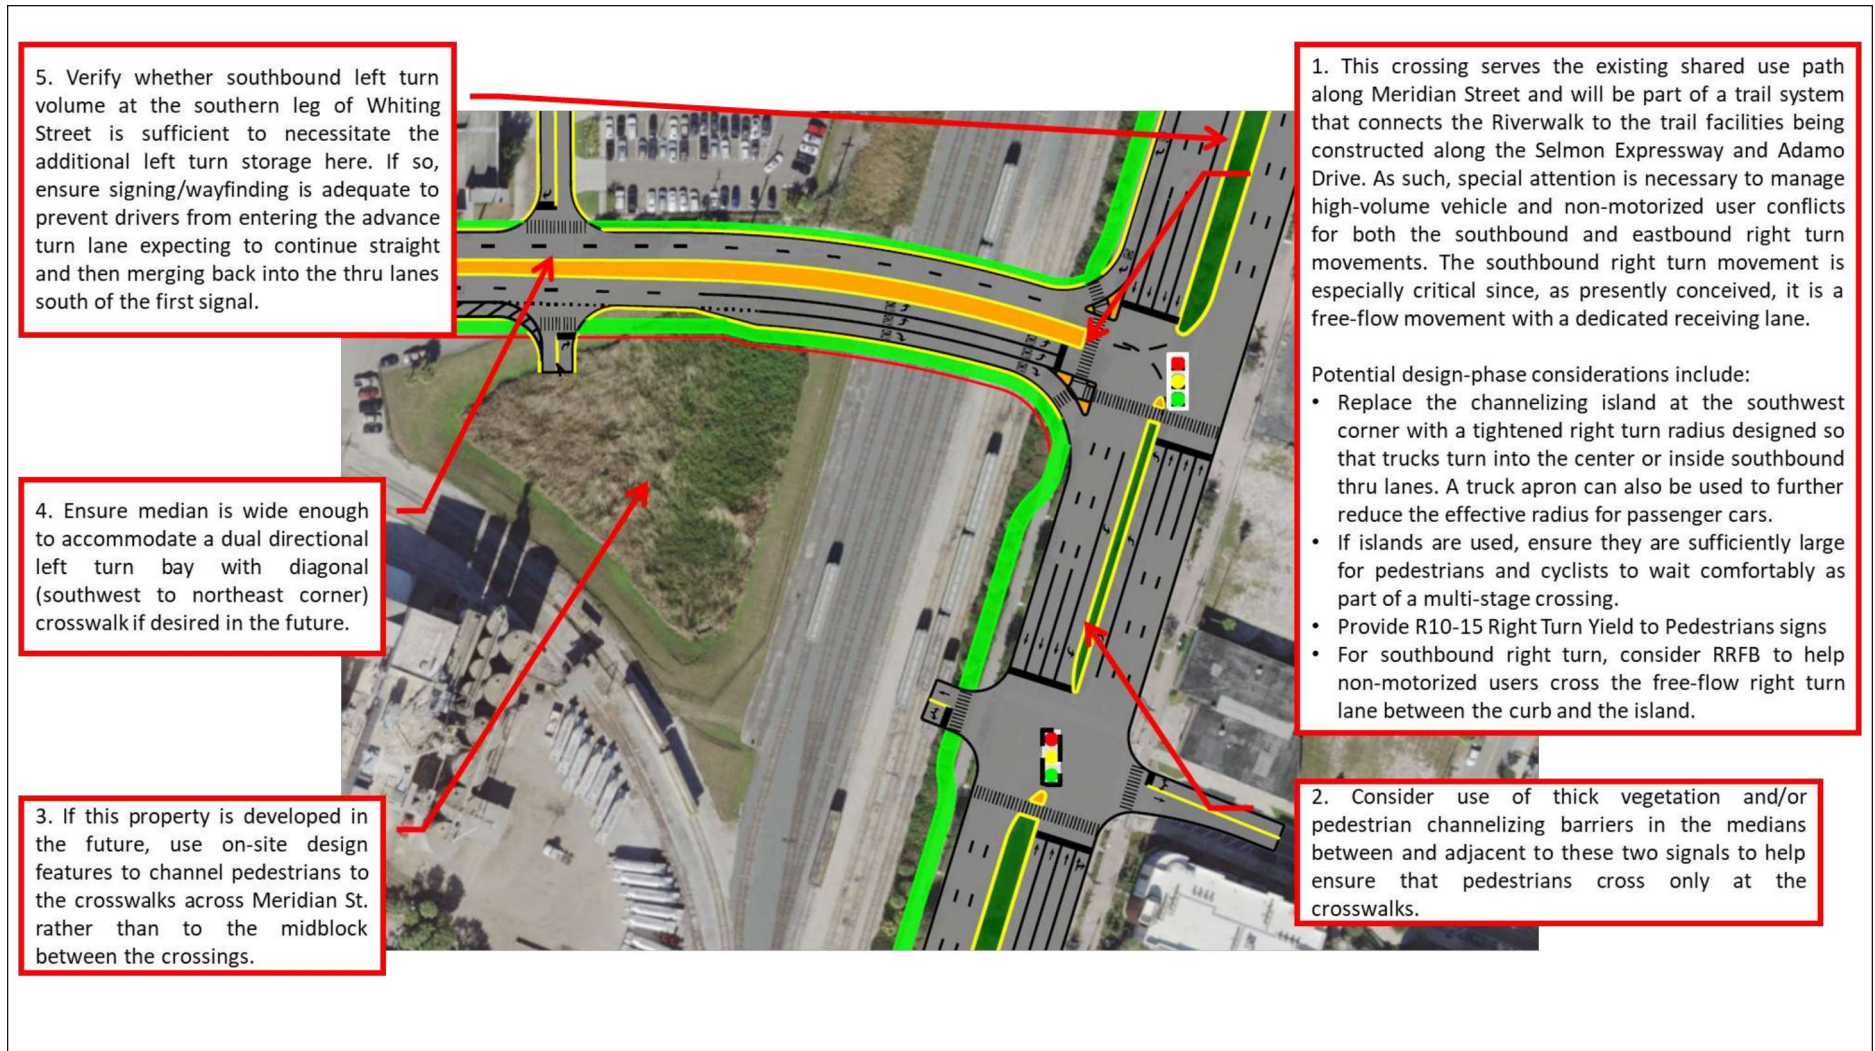 5. Verify whether southbound left turn
volume at the southern leg of Whiting
Street is sufficient to necessitate the
additional left turn storage here. If so,
ensure signing/wayfinding is adequate to
prevent drivers from entering the advance
turn lane expecting to continue straight
and then merging back into the thru lanes
south of the first signal.
4. Ensure median is wide enough
to accommodate a dual directional
left turn bay with diagonal
(southwest to northeast corner)
crosswalk if desired in the future.
3. If this property is developed in
the future, use on-site design
features to channel pedestrians to
the crosswalks across Meridian St.
rather than to the midblock
between the crossings.
1. This crossing serves the existing shared use path
along Meridian Street and will be part of a trail system
that connects the Riverwalk to the trail facilities being
constructed along the Selmon Expressway and Adamo
Drive. As such, special attention is necessary to manage
high-volume vehicle and non-motorized user conflicts
for both the southbound and eastbound right turn
movements. The southbound right turn movement is
especially critical since, as presently conceived, it is a
free-flow movement with a dedicated receiving lane.
Potential design-phase considerations include:
• Replace the channelizing island at the southwest
corner with a tightened right turn radius designed so
that trucks turn into the center or inside southbound
thru lanes. A truck apron can also be used to further
reduce the effective radius for passenger cars.
• If islands are used, ensure they are sufficiently large
for pedestrians and cyclists to wait comfortably as
part of a multi-stage crossing.
• Provide R10-15 Right Turn Yield to Pedestrians signs
• For southbound right turn, consider RRFB to help
non-motorized users cross the free-flow right turn
lane between the curb and the island.
2. Consider use of thick vegetation and/or
pedestrian channelizing barriers in the medians
between and adjacent to these two signals to help
ensure that pedestrians cross only at the
crosswalks.